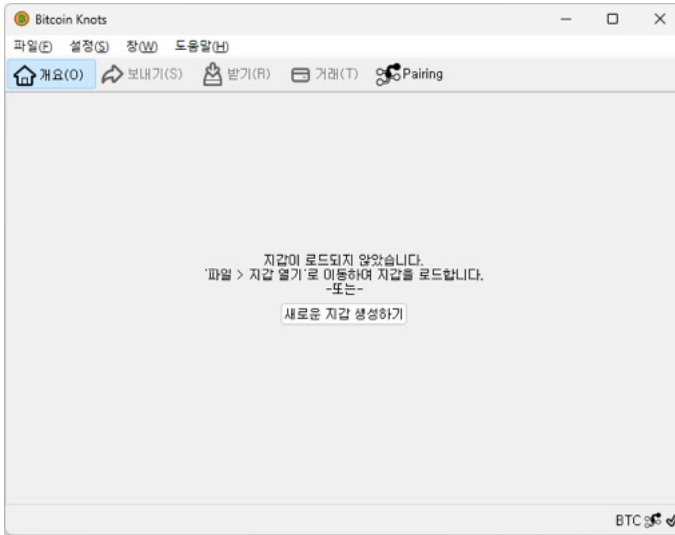 Bitcoin Knots
파일(F) 설정(S) 창(W) 도움말(H)
개요(O) 보내기(S) 받기(R) 거래(T) Pairing
지갑이 로드되지 않았습니다.
'파일 > 지갑 열기'로 이동하여 지갑을 로드합니다.
-또는-
새로운 지갑 생성하기
BTC